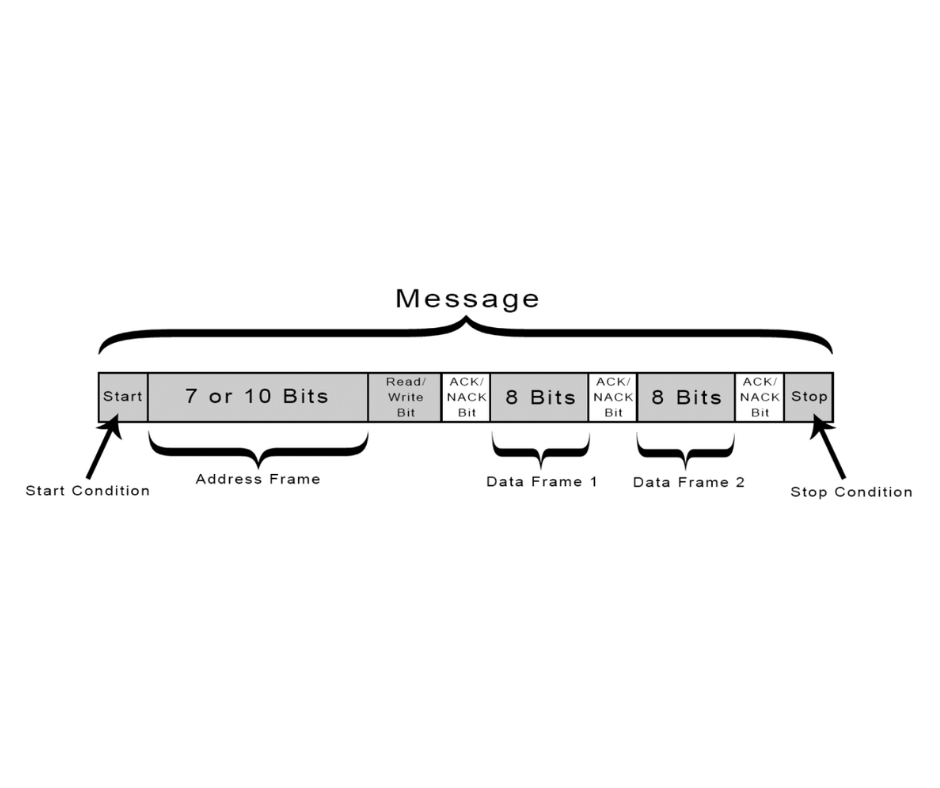 Message
Start
7 or 10 Bits
Read/
Write
Bit
ACK/
NACK
Bit
8 Bits
ACK/
NACK
Bit
8 Bits
ACK/
NACK
Bit
Stop
Start Condition
Address Frame
Data Frame 1
Data Frame 2
Stop Condition